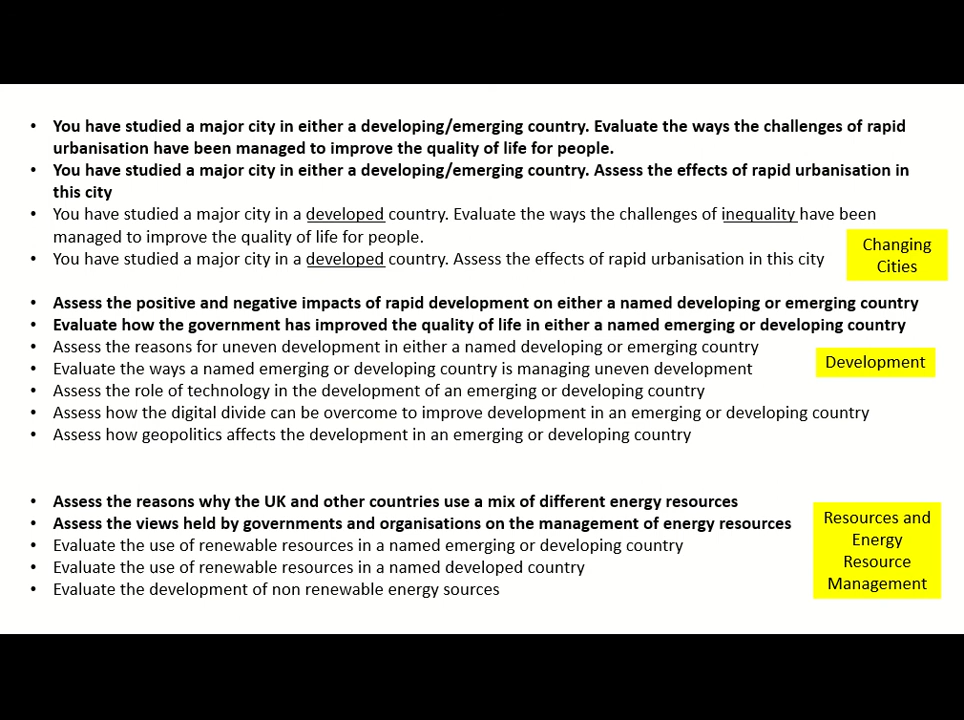 • You have studied a major city in either a developing/emerging country. Evaluate the ways the challenges of rapid
urbanisation have been managed to improve the quality of life for people.
• You have studied a major city in either a developing/emerging country. Assess the effects of rapid urbanisation in
this city
• You have studied a major city in a developed country. Evaluate the ways the challenges of inequality have been
managed to improve the quality of life for people.
• You have studied a major city in a developed country. Assess the effects of rapid urbanisation in this city
Changing
Cities
• Assess the positive and negative impacts of rapid development on either a named developing or emerging country
• Evaluate how the government has improved the quality of life in either a named emerging or developing country
• Assess the reasons for uneven development in either a named developing or emerging country
• Evaluate the ways a named emerging or developing country is managing uneven development
• Assess the role of technology in the development of an emerging or developing country
• Assess how the digital divide can be overcome to improve development in an emerging or developing country
• Assess how geopolitics affects the development in an emerging or developing country
Development
• Assess the reasons why the UK and other countries use a mix of different energy resources
• Assess the views held by governments and organisations on the management of energy resources
• Evaluate the use of renewable resources in a named emerging or developing country
• Evaluate the use of renewable resources in a named developed country
• Evaluate the development of non renewable energy sources
Resources and
Energy
Resource
Management